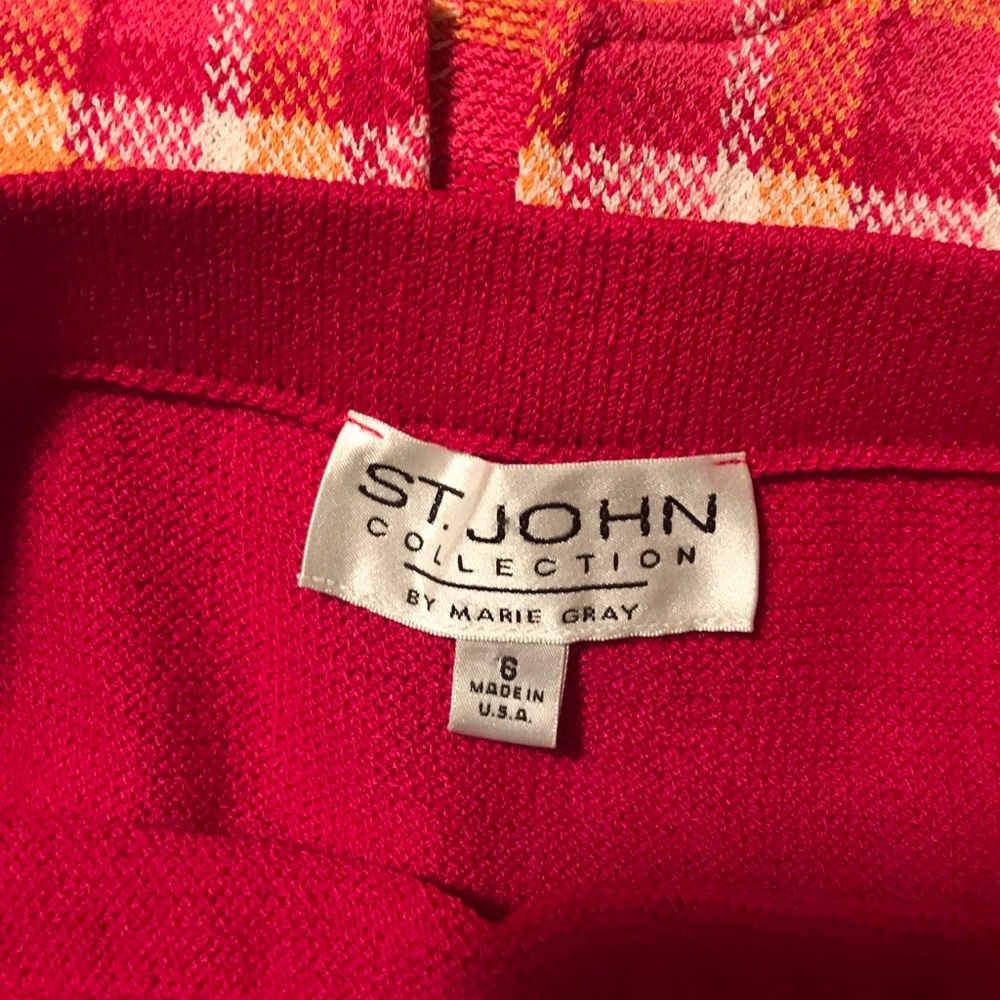 ST. JOHN
COLLECTION
BY MARIE GRAY
6
MADE IN
U.S.A.